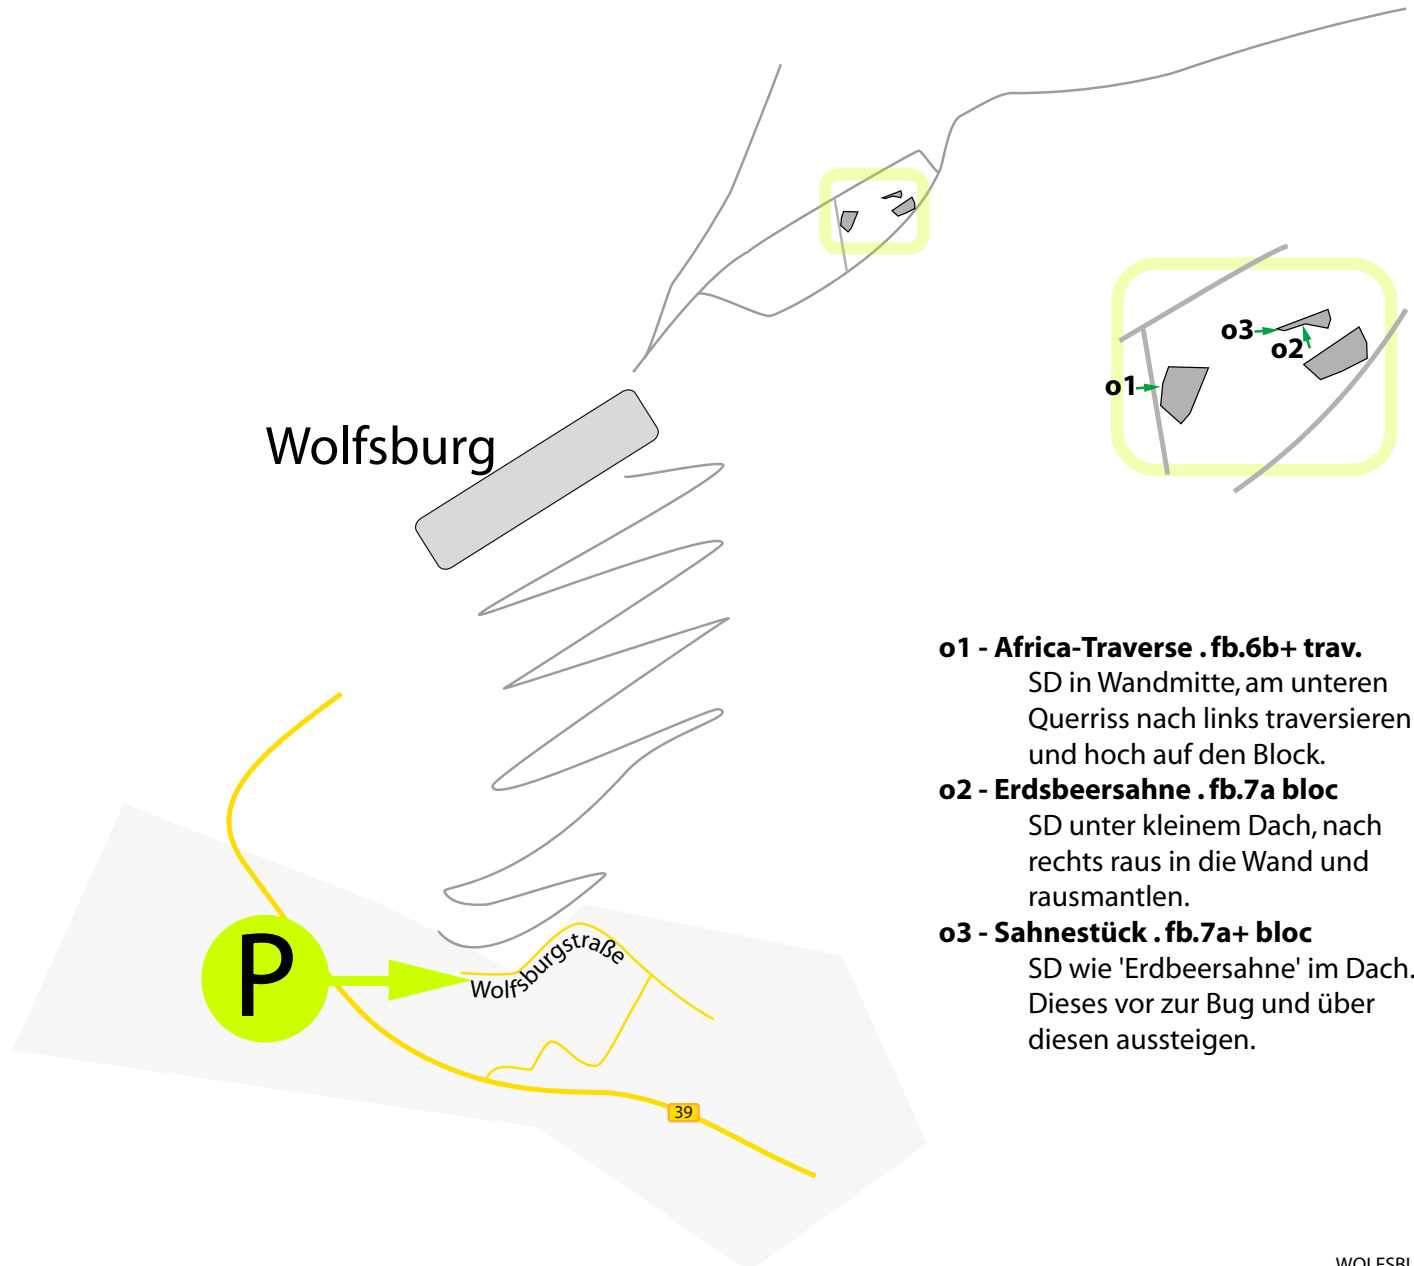 Wolfsburg
o3
o2
o1
o1 - Africa-Traverse . fb.6b+ trav.
SD in Wandmitte, am unteren
Querriss nach links traversieren
und hoch auf den Block.
o2 - Erdsbeersahne . fb.7a bloc
SD unter kleinem Dach, nach
rechts raus in die Wand und
rausmantlen.
o3 - Sahnestück . fb.7a+ bloc
SD wie 'Erdbeersahne' im Dach.
Dieses vor zur Bug und über
diesen aussteigen.
P
Wolfsburgstraße
39